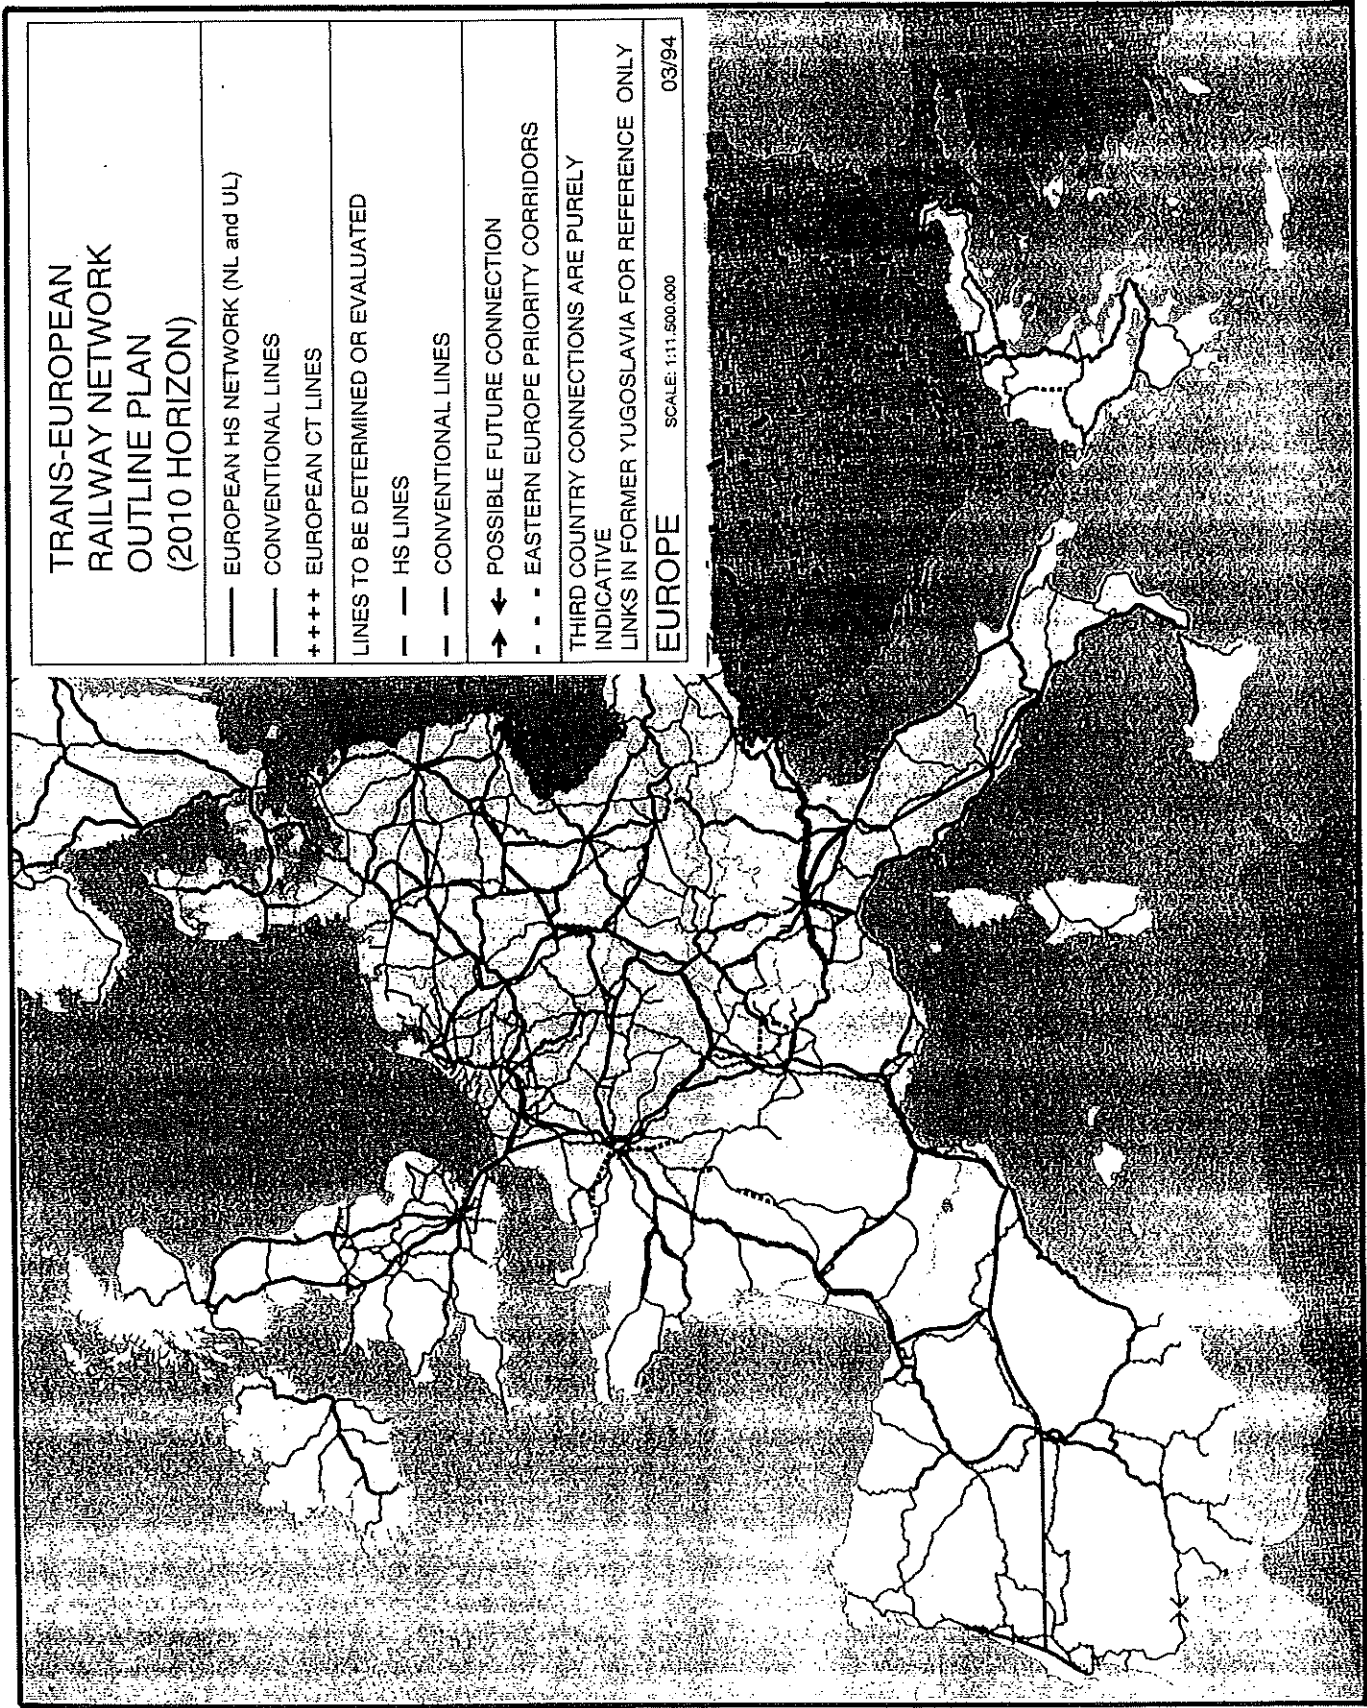 TRANS-EUROPEAN
RAILWAY NETWORK
OUTLINE PLAN
(2010 HORIZON)
EUROPEAN HS NETWORK (NL and UL)
CONVENTIONAL LINES
++++ EUROPEAN CT LINES
LINES TO BE DETERMINED OR EVALUATED
HS LINES
CONVENTIONAL LINES
POSSIBLE FUTURE CONNECTION
EASTERN EUROPE PRIORITY CORRIDORS
THIRD COUNTRY CONNECTIONS ARE PURELY
INDICATIVE
LINKS IN FORMER YUGOSLAVIA FOR REFERENCE ONLY
EUROPE SCALE: 1:11.500.000 03/94